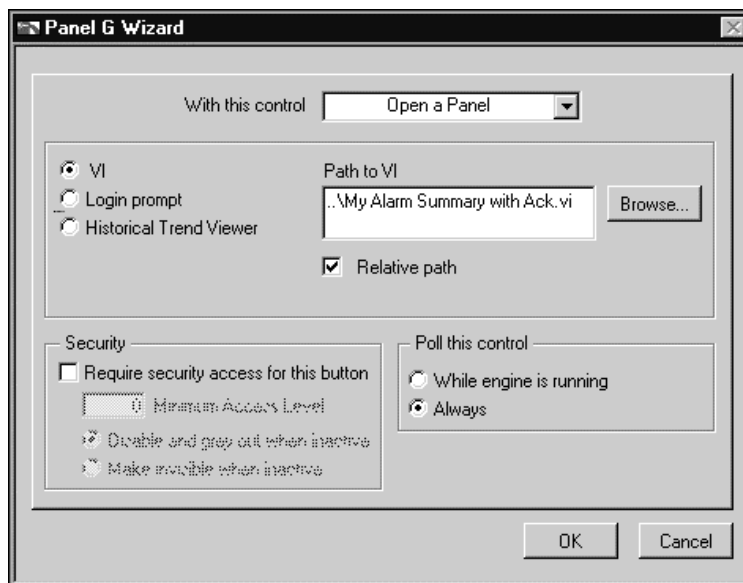 Panel G Wizard
With this control
Open a Panel
VI
Login prompt
Historical Trend Viewer
Path to VI
..\My Alarm Summary with Ack.vi
Browse...
Relative path
Security
Require security access for this button
0 Minimum Access Level
Disable and gray out when inactive
Make invisible when inactive
Poll this control
While engine is running
Always
OK
Cancel